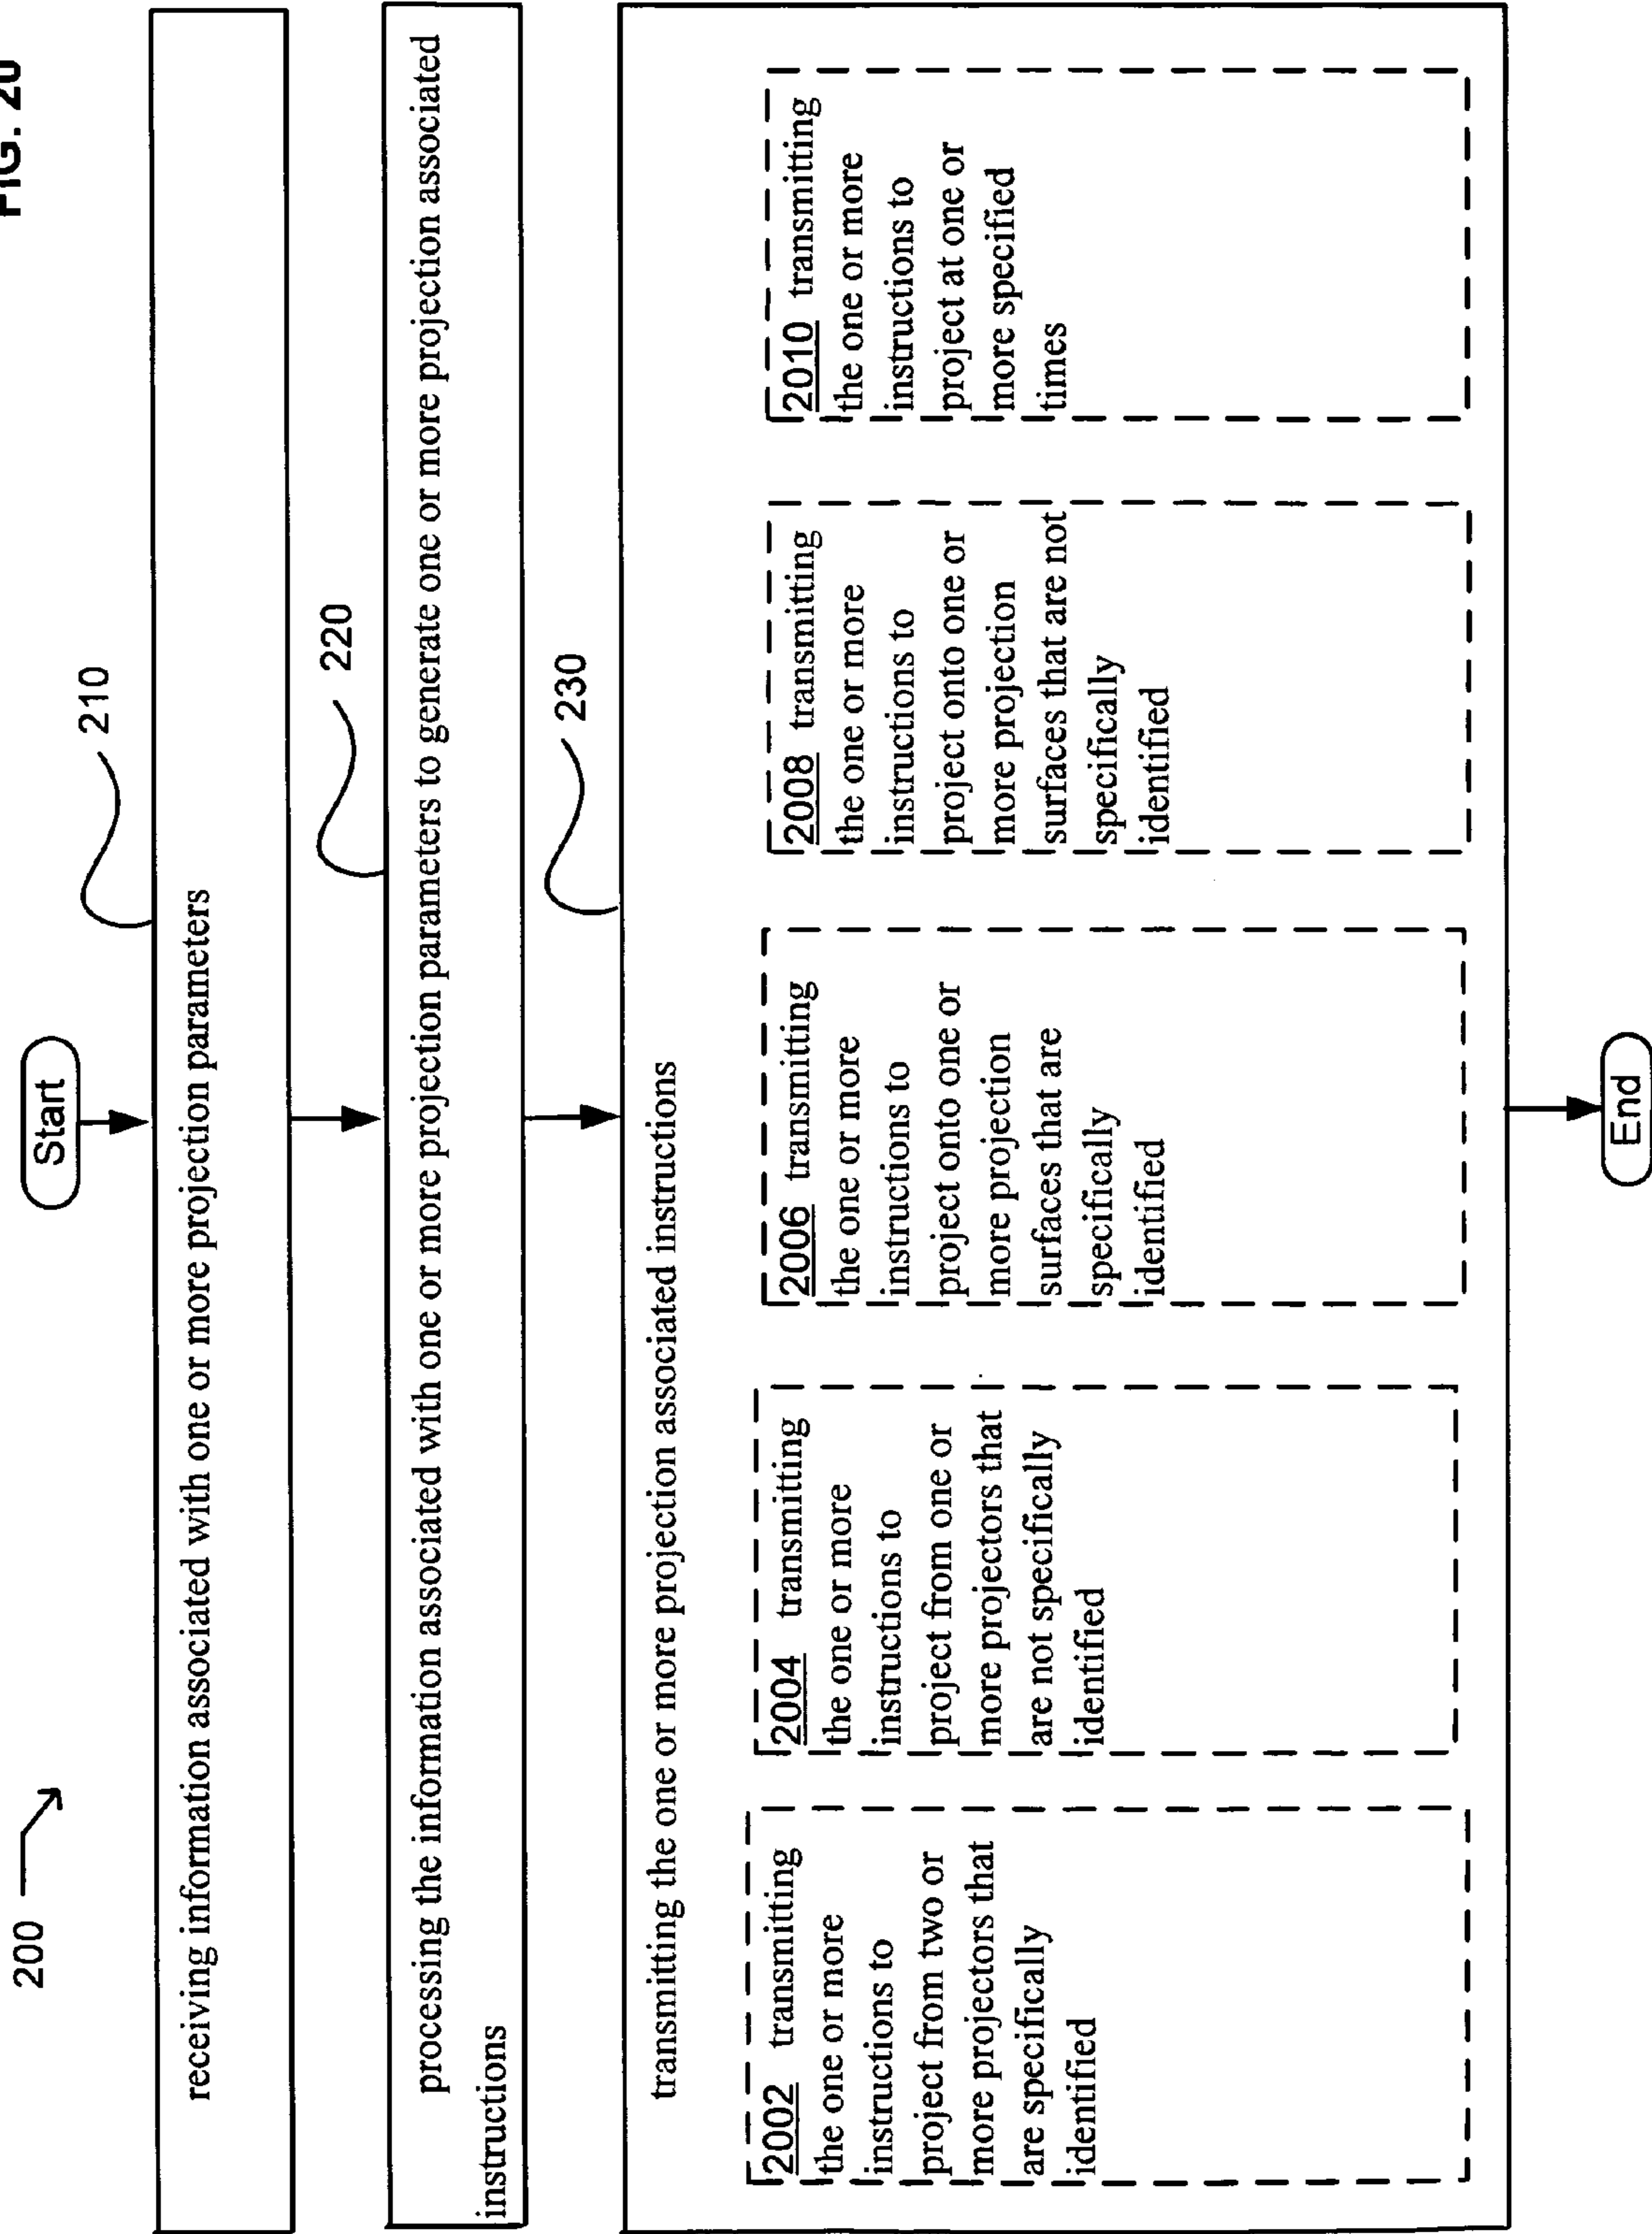 FIG. 20
200
Start
210
receiving information associated with one or more projection parameters
220
processing the information associated with one or more projection parameters to generate one or more projection associated
instructions
230
transmitting the one or more projection associated instructions
2002 transmitting
the one or more
instructions to
project from two or
more projectors that
are specifically
identified
2004 transmitting
the one or more
instructions to
project from one or
more projectors that
are not specifically
identified
2006 transmitting
the one or more
instructions to
project onto one or
more projection
surfaces that are
specifically
identified
2008 transmitting
the one or more
instructions to
project onto one or
more projection
surfaces that are not
specifically
identified
2010 transmitting
the one or more
instructions to
project at one or
more specified
times
End